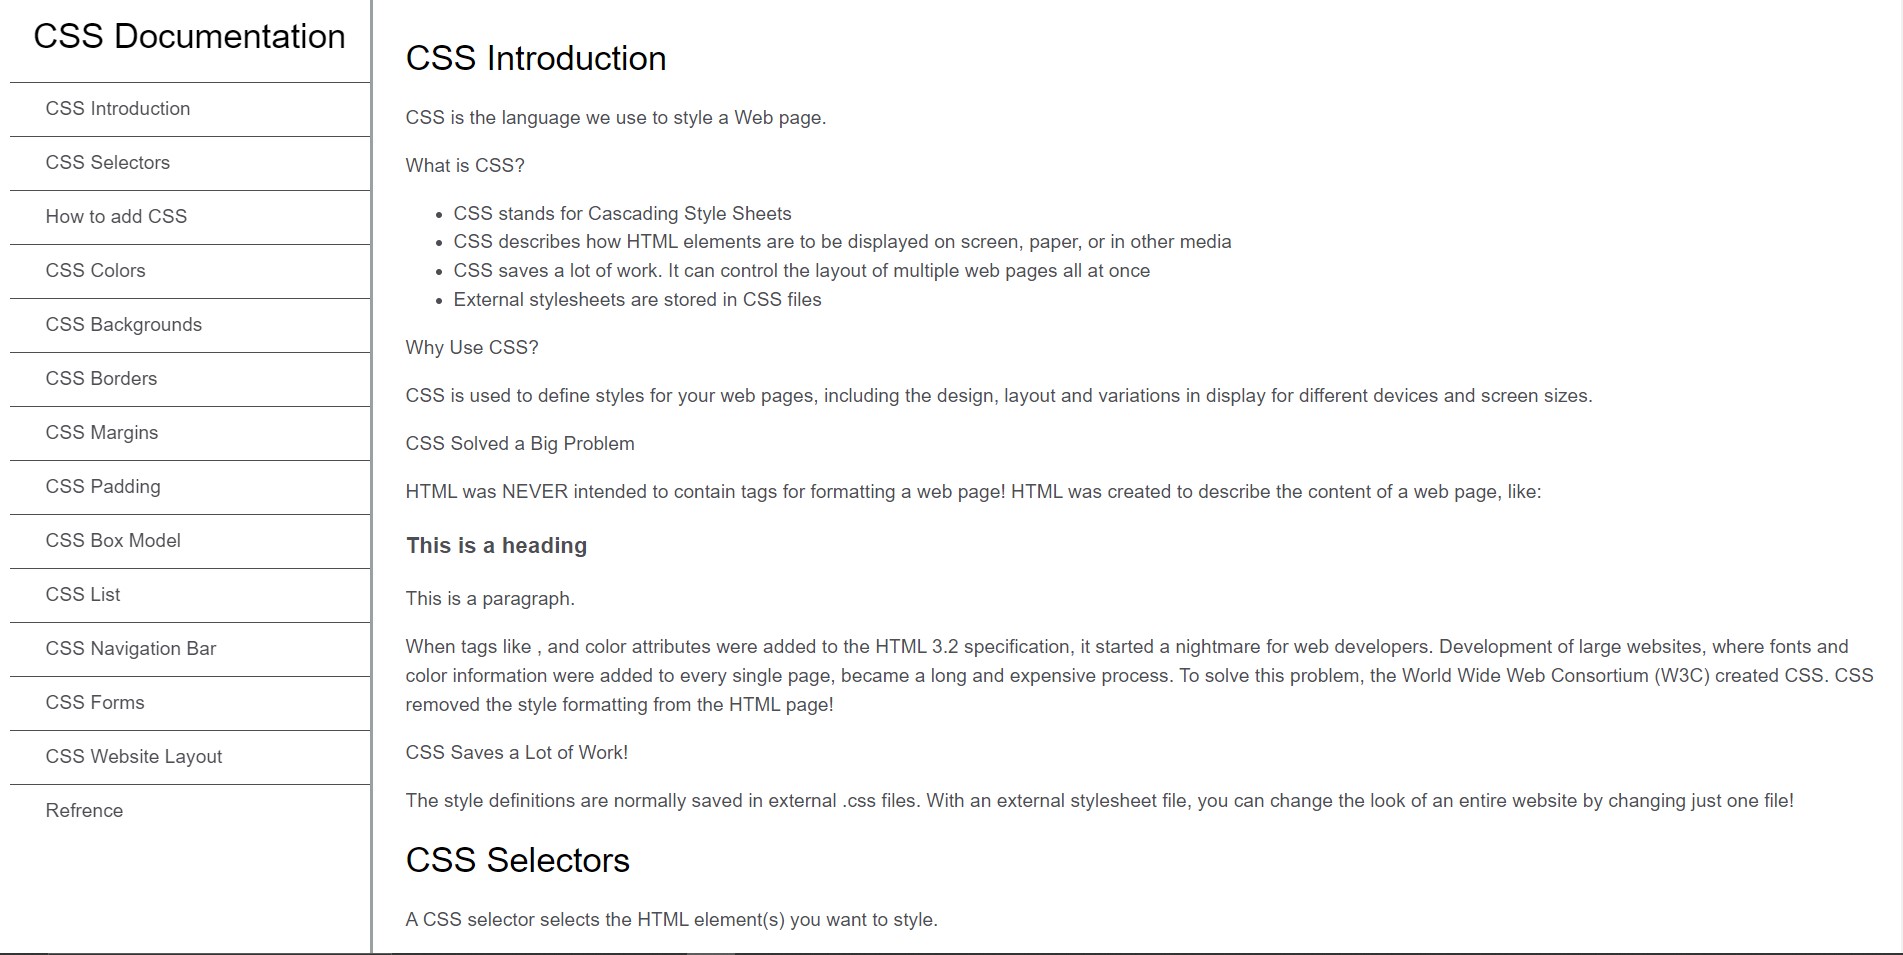 CSS Documentation
CSS Introduction
CSS Selectors
How to add CSS
CSS Colors
CSS Backgrounds
CSS Borders
CSS Margins
CSS Padding
CSS Box Model
CSS List
CSS Navigation Bar
CSS Forms
CSS Website Layout
Refrence
CSS Introduction
CSS is the language we use to style a Web page.
What is CSS?
• CSS stands for Cascading Style Sheets
• CSS describes how HTML elements are to be displayed on screen, paper, or in other media
• CSS saves a lot of work. It can control the layout of multiple web pages all at once
• External stylesheets are stored in CSS files
Why Use CSS?
CSS is used to define styles for your web pages, including the design, layout and variations in display for different devices and screen sizes.
CSS Solved a Big Problem
HTML was NEVER intended to contain tags for formatting a web page! HTML was created to describe the content of a web page, like:
This is a heading
This is a paragraph.
When tags like , and color attributes were added to the HTML 3.2 specification, it started a nightmare for web developers. Development of large websites, where fonts and
color information were added to every single page, became a long and expensive process. To solve this problem, the World Wide Web Consortium (W3C) created CSS. CSS
removed the style formatting from the HTML page!
CSS Saves a Lot of Work!
The style definitions are normally saved in external .css files. With an external stylesheet file, you can change the look of an entire website by changing just one file!
CSS Selectors
A CSS selector selects the HTML element(s) you want to style.